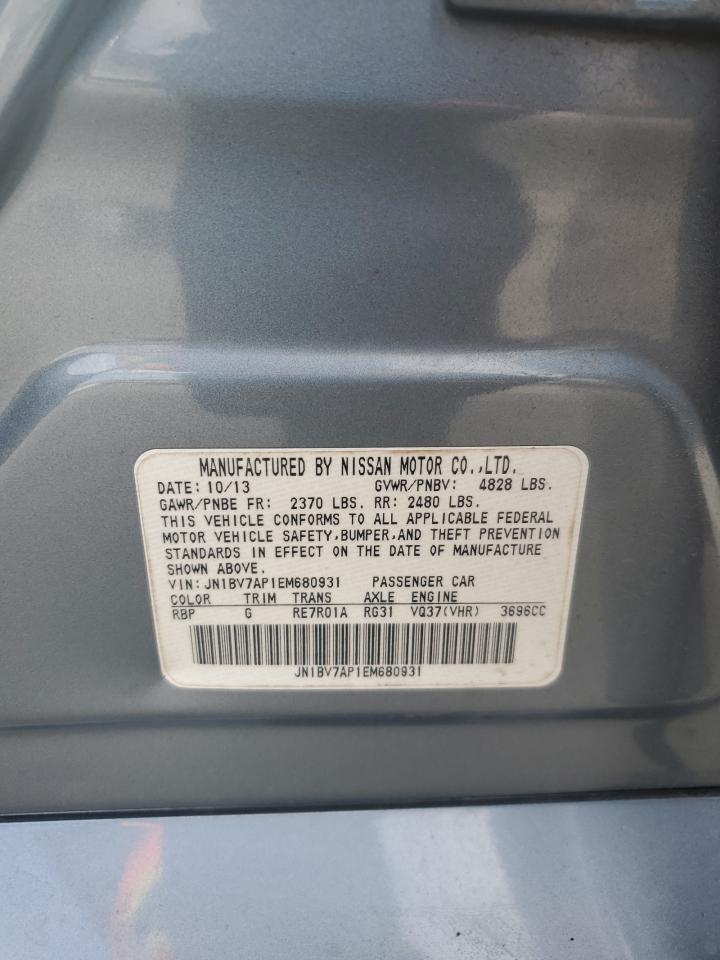 MANUFACTURED BY NISSAN MOTOR CO.,LTD.
DATE: 10/13 GVWR/PNBV: 4828 LBS.
GAWR/PNBE FR: 2370 LBS. RR: 2480 LBS.
THIS VEHICLE CONFORMS TO ALL APPLICABLE FEDERAL
MOTOR VEHICLE SAFETY,BUMPER,AND THEFT PREVENTION
STANDARDS IN EFFECT ON THE DATE OF MANUFACTURE
SHOWN ABOVE.
VIN: JN1BV7AP1EM680931 PASSENGER CAR
COLOR TRIM TRANS AXLE ENGINE
RBP G RE7R01A RG31 VQ37(VHR) 3696CC
JN1BV7AP1EM680931